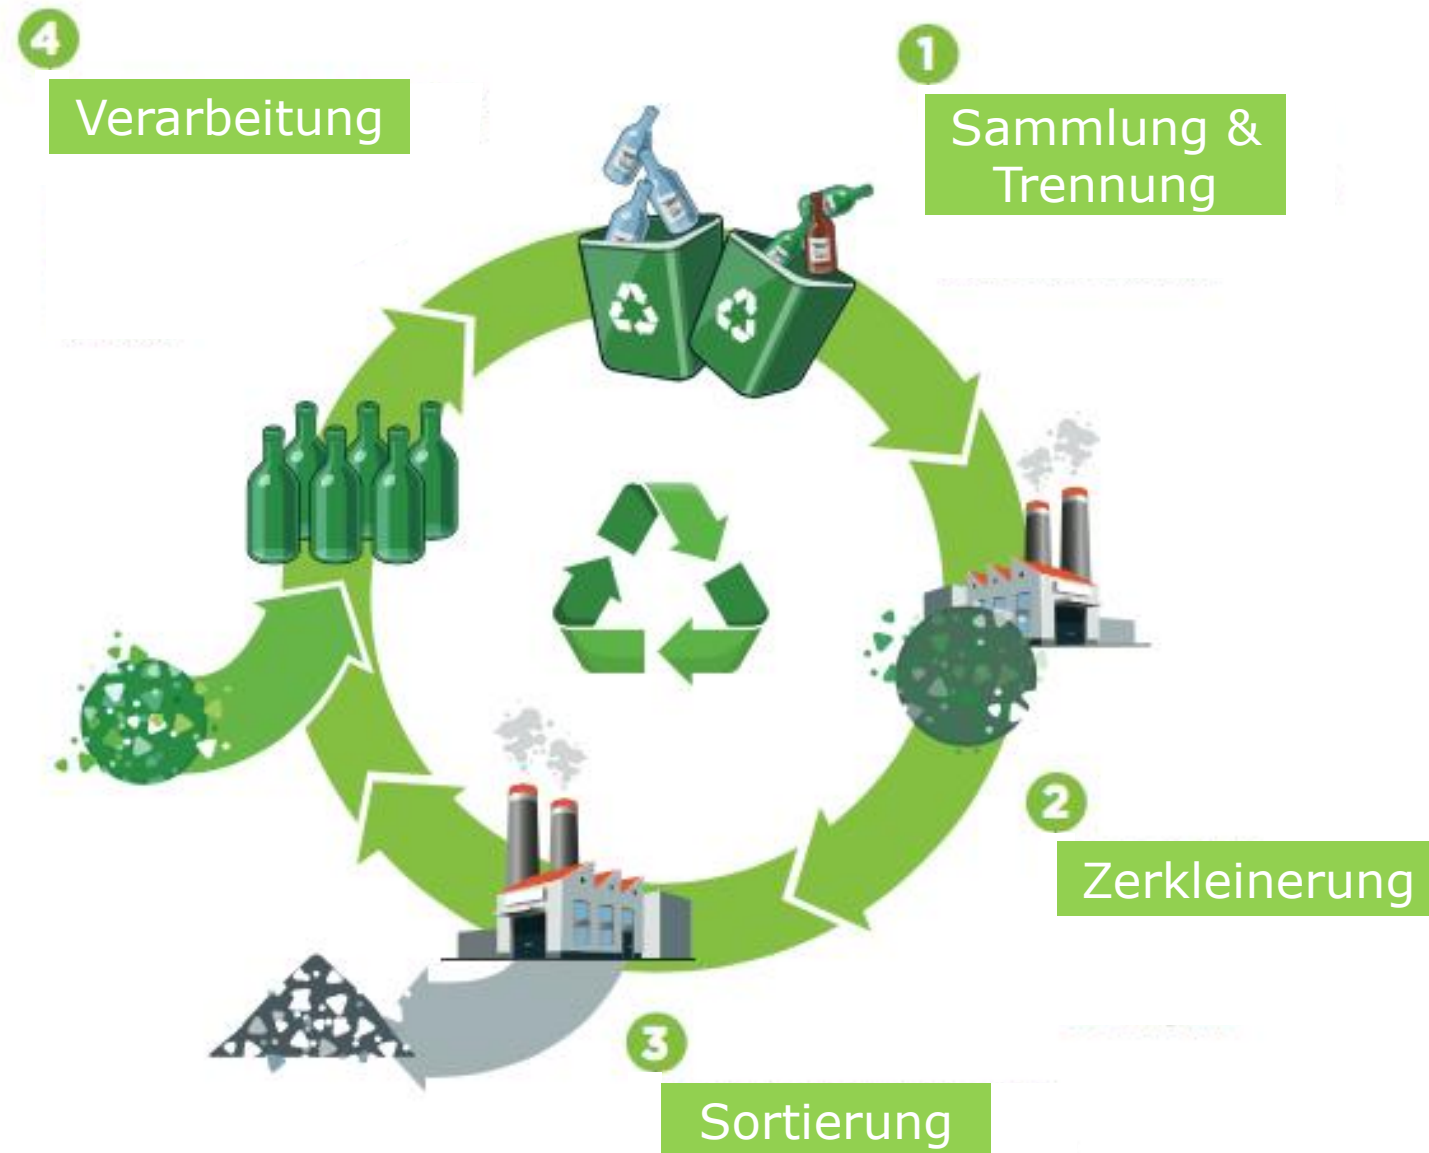 4
Verarbeitung
1
Sammlung &
Trennung
2
Zerkleinerung
3
Sortierung